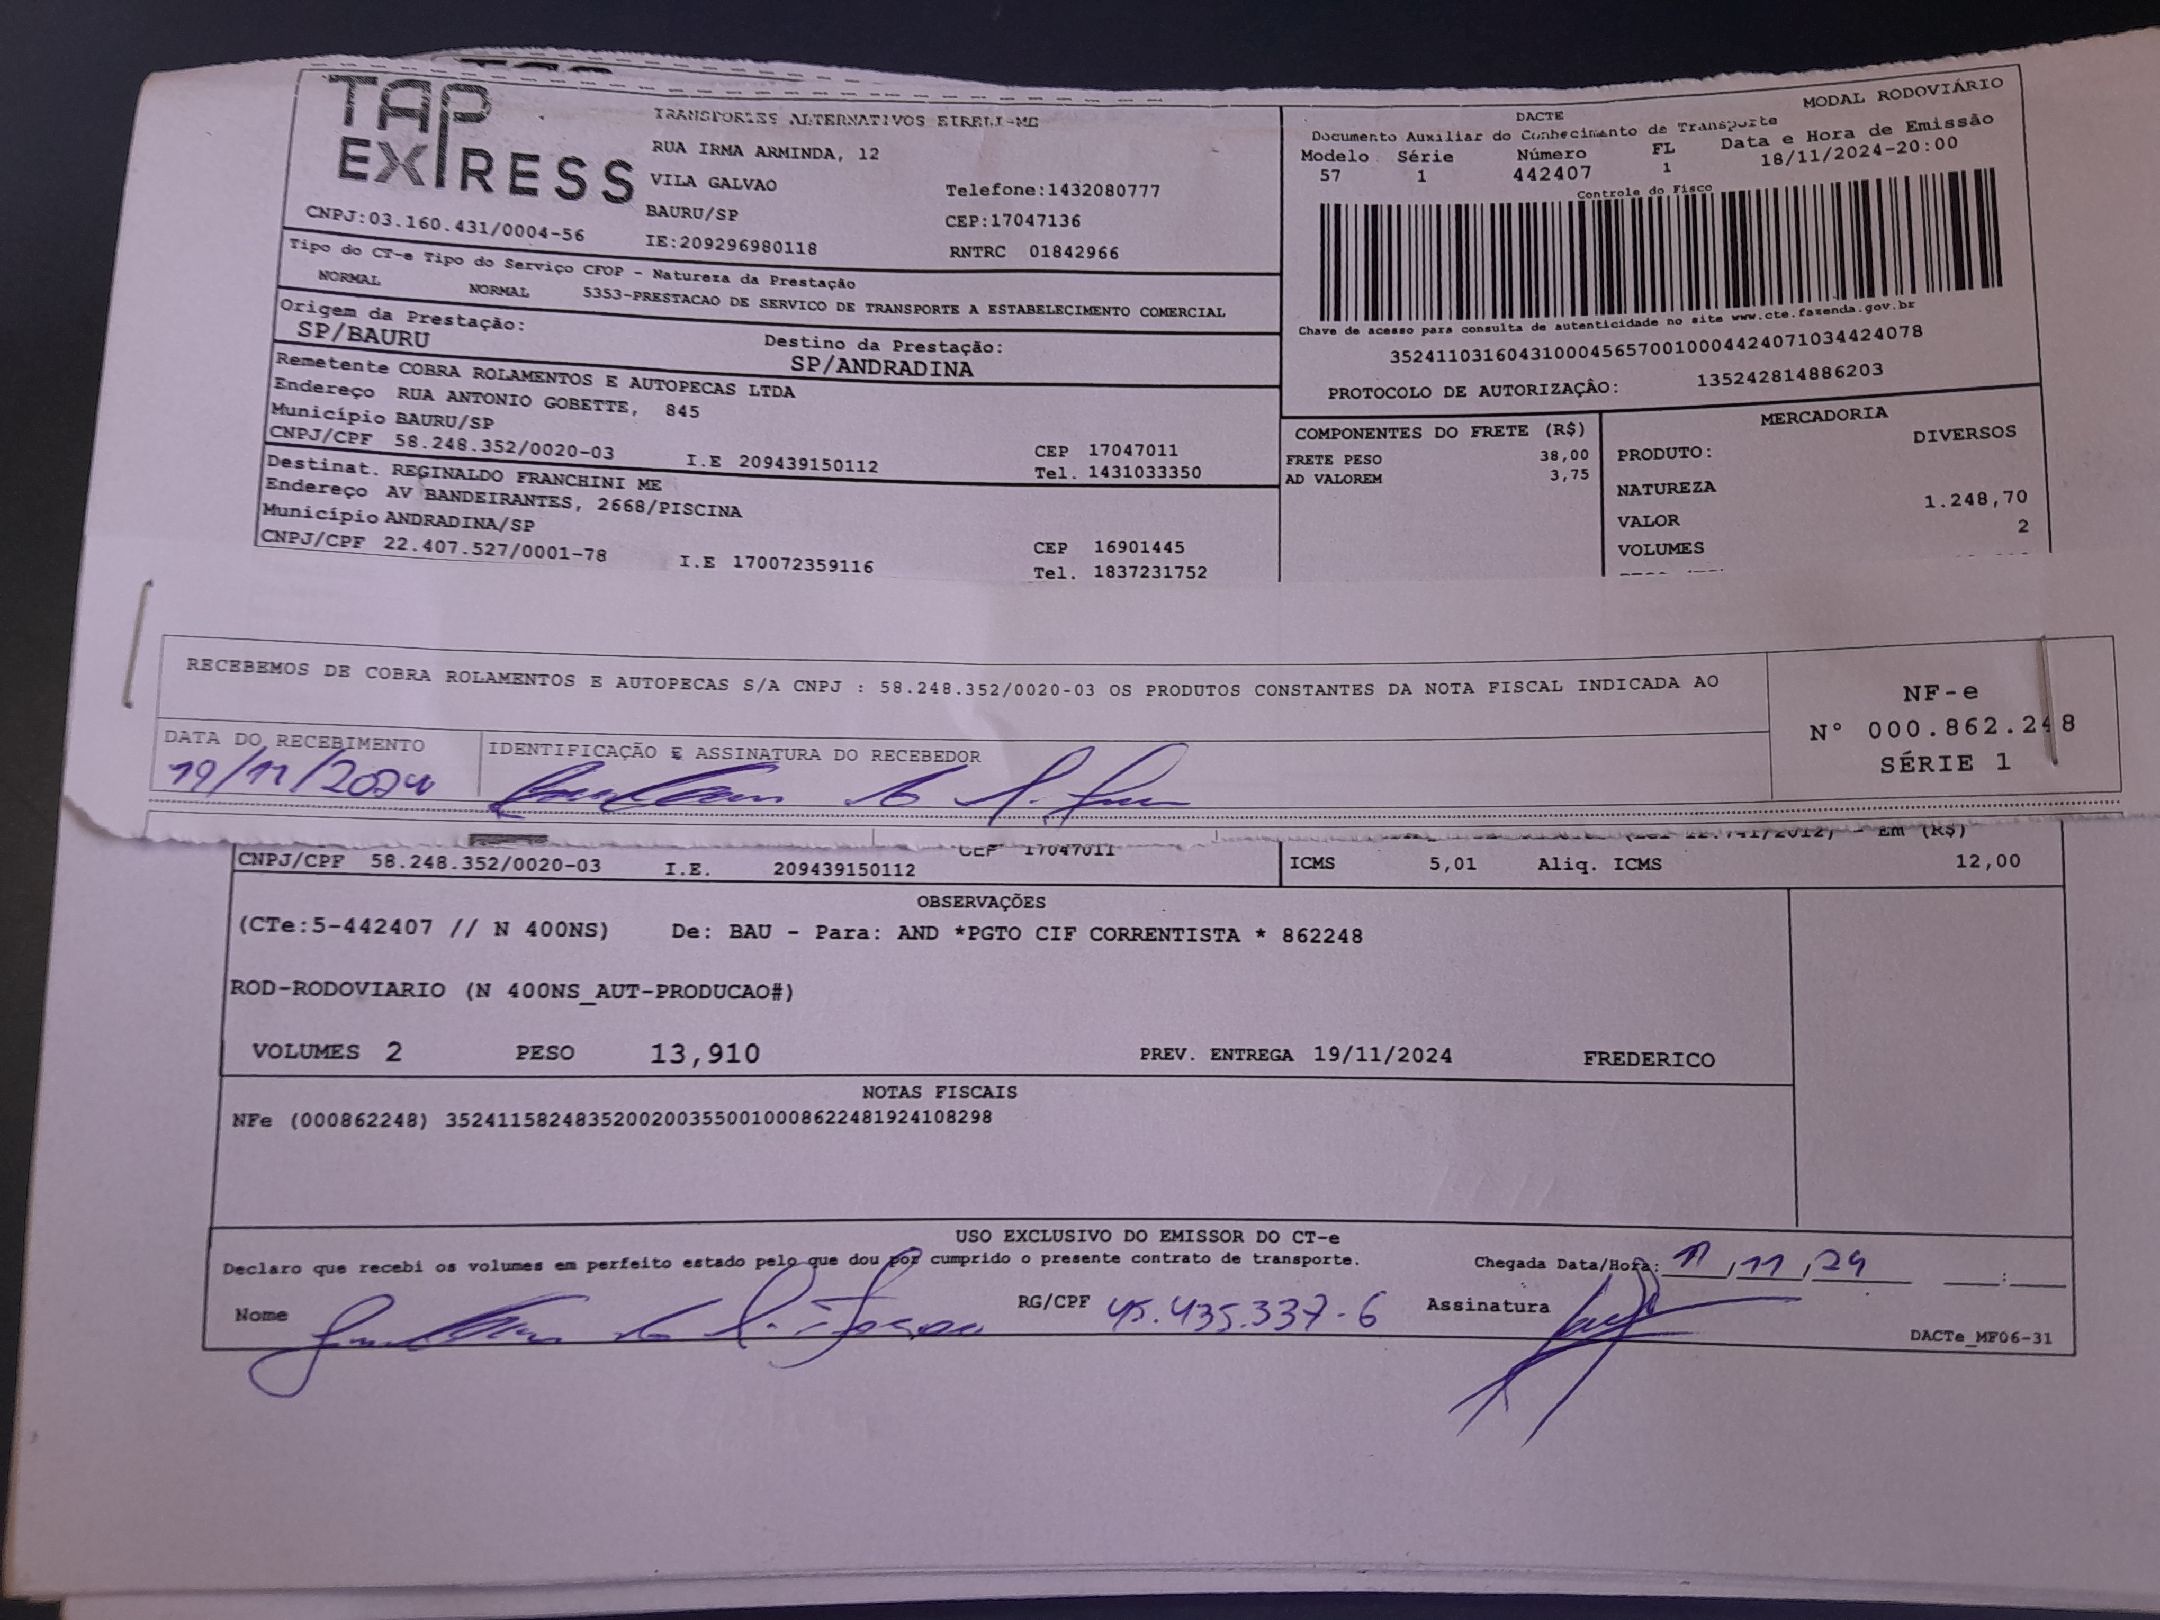 TAP EXPRESS
TRANSPORTES ALTERNATIVOS EIRELI-ME
RUA IRMA ARMINDA, 12
VILA GALVAO
Telefone:1432080777
BAURU/SP
CEP:17047136
CNPJ:03.160.431/0004-56
IE:209296980118
RNTRC 01842966
DACTE
MODAL RODOVIÁRIO
Documento Auxiliar do Conhecimento de Transporte
Modelo Série Número FL Data e Hora de Emissão
57 1 442407 1 18/11/2024-20:00
Controle do Fisco
Chave de acesso para consulta de autenticidade no site www.cte.fazenda.gov.br
35241103160431000456570010004424071034424078
PROTOCOLO DE AUTORIZAÇÃO: 135242814886203
Tipo do CT-e Tipo do Serviço CFOP - Natureza da Prestação
NORMAL NORMAL 5353-PRESTACAO DE SERVICO DE TRANSPORTE A ESTABELECIMENTO COMERCIAL
Origem da Prestação: Destino da Prestação:
SP/BAURU SP/ANDRADINA
Remetente COBRA ROLAMENTOS E AUTOPECAS LTDA
Endereço RUA ANTONIO GOBETTE, 845
Município BAURU/SP CEP 17047011
CNPJ/CPF 58.248.352/0020-03 I.E 209439150112 Tel. 1431033350
Destinat. REGINALDO FRANCHINI ME
Endereço AV BANDEIRANTES, 2668/PISCINA
Município ANDRADINA/SP CEP 16901445
CNPJ/CPF 22.407.527/0001-78 I.E 170072359116 Tel. 1837231752
COMPONENTES DO FRETE (R$)
FRETE PESO 38,00
AD VALOREM 3,75
MERCADORIA
PRODUTO: DIVERSOS
NATUREZA
VALOR 1.248,70
VOLUMES 2
RECEBEMOS DE COBRA ROLAMENTOS E AUTOPECAS S/A CNPJ : 58.248.352/0020-03 OS PRODUTOS CONSTANTES DA NOTA FISCAL INDICADA AO
NF-e
Nº 000.862.248
SÉRIE 1
DATA DO RECEBIMENTO
19/11/2024
IDENTIFICAÇÃO E ASSINATURA DO RECEBEDOR
(Lei 12.741/2012) - Em (R$)
CEP 17047011
CNPJ/CPF 58.248.352/0020-03 I.E. 209439150112
ICMS 5,01 Aliq. ICMS 12,00
OBSERVAÇÕES
(CTe:5-442407 // N 400NS) De: BAU - Para: AND *PGTO CIF CORRENTISTA * 862248
ROD-RODOVIARIO (N 400NS_AUT-PRODUCAO#)
VOLUMES 2 PESO 13,910 PREV. ENTREGA 19/11/2024 FREDERICO
NOTAS FISCAIS
NFe (000862248) 35241158248352002003550010008622481924108298
USO EXCLUSIVO DO EMISSOR DO CT-e
Declaro que recebi os volumes em perfeito estado pelo que dou por cumprido o presente contrato de transporte.
Chegada Data/Hora: 19/11/24
Nome
RG/CPF 45.435.337-6
Assinatura
DACTe_MF06-31